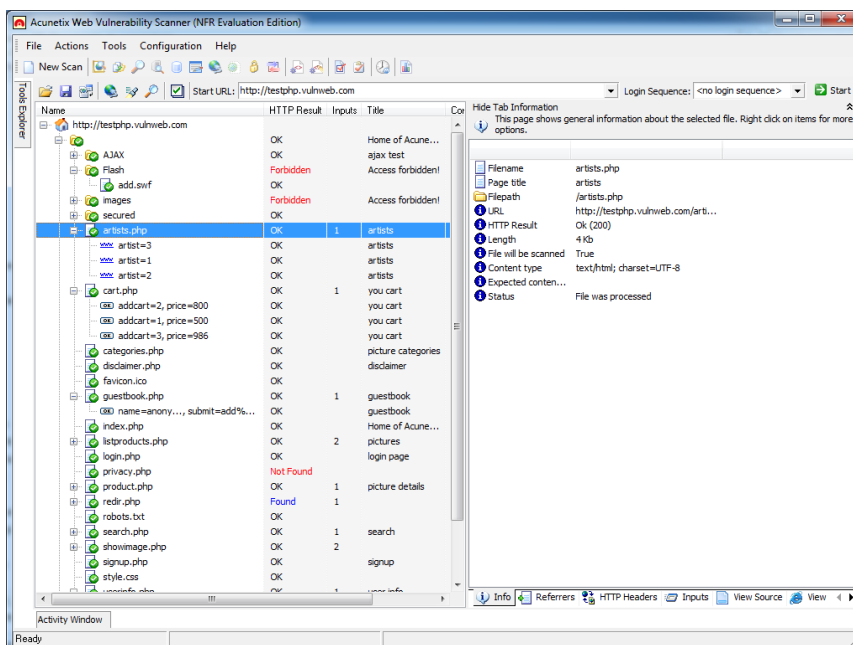 Acunetix Web Vulnerability Scanner (NFR Evaluation Edition)
File Actions Tools Configuration Help
New Scan
Start URL: http://testphp.vulnweb.com Login Sequence: <no login sequence> Start
Tools Explorer
Name HTTP Result Inputs Title Cor
http://testphp.vulnweb.com
OK Home of Acune...
AJAX OK ajax test
Flash Forbidden Access forbidden!
add.swf OK
images Forbidden Access forbidden!
secured OK
artists.php OK 1 artists
artist=3 OK artists
artist=1 OK artists
artist=2 OK artists
cart.php OK 1 you cart
addcart=2, price=800 OK you cart
addcart=1, price=500 OK you cart
addcart=3, price=986 OK you cart
categories.php OK picture categories
disclaimer.php OK disclaimer
favicon.ico OK
guestbook.php OK 1 guestbook
name=anony..., submit=add%... OK guestbook
index.php OK Home of Acune...
listproducts.php OK 2 pictures
login.php OK login page
privacy.php Not Found
product.php OK 1 picture details
redir.php Found 1
robots.txt OK
search.php OK 1 search
showimage.php OK 2
signup.php OK signup
style.css OK
userinfo.php OK 1 user info
Hide Tab Information
This page shows general information about the selected file. Right click on items for more
options.
Filename artists.php
Page title artists
Filepath /artists.php
URL http://testphp.vulnweb.com/arti...
HTTP Result Ok (200)
Length 4 Kb
File will be scanned True
Content type text/html; charset=UTF-8
Expected conten...
Status File was processed
Info Referrers HTTP Headers Inputs View Source View
Activity Window
Ready